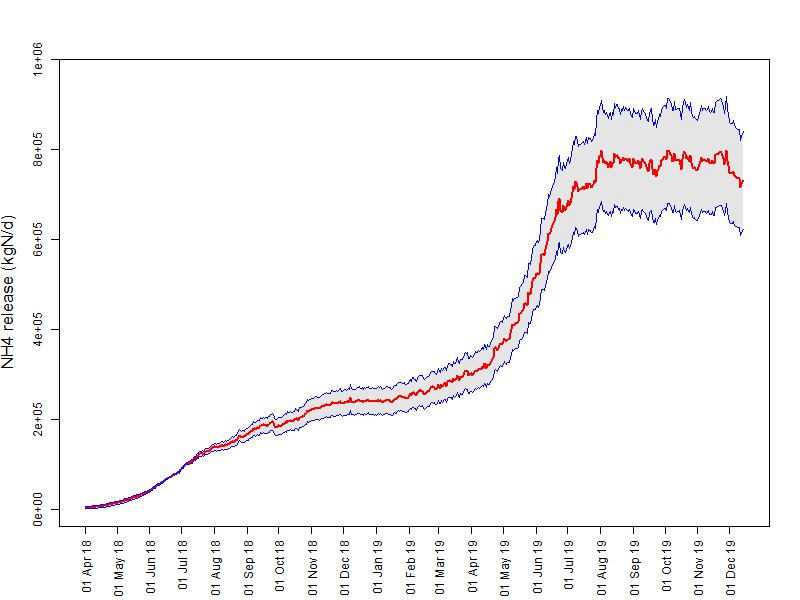 NH4 release (kgN/d)
1e+06
8e+05
6e+05
4e+05
2e+05
0e+00
01 Apr 18
01 May 18
01 Jun 18
01 Jul 18
01 Aug 18
01 Sep 18
01 Oct 18
01 Nov 18
01 Dec 18
01 Jan 19
01 Feb 19
01 Mar 19
01 Apr 19
01 May 19
01 Jun 19
01 Jul 19
01 Aug 19
01 Sep 19
01 Oct 19
01 Nov 19
01 Dec 19